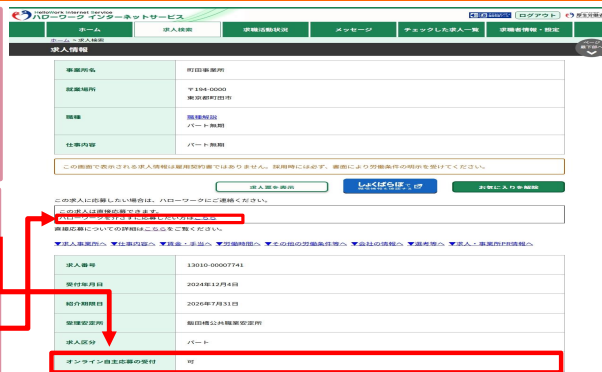 HelloWork Internet Service
ハローワーク インターネットサービス
ログアウト
ホーム
求人検索
求職活動状況
メッセージ
チェックした求人一覧
求職者情報・設定
ホーム > 求人検索
求人情報
ページ
最下部へ
事業所名
町田事業所
就業場所
〒194-0000
東京都町田市
職種
職種解説
パート無期
仕事内容
パート無期
この画面で表示される求人情報は雇用契約書ではありません。採用時には必ず、書面により労働条件の明示を受けてください。
求人票を表示
しょくばらぼで
お気に入りを解除
この求人に応募したい場合は、ハローワークにご連絡ください。
この求人は直接応募できます。
ハローワークを介さずに応募したい方はこちら
直接応募についての詳細はこちらをご覧ください。
▼求人事業所へ ▼仕事内容へ ▼賃金・手当へ ▼労働時間へ ▼その他の労働条件等へ ▼会社の情報へ ▼選考等へ ▼求人・事業所PR情報へ
求人番号
13010-00007741
受付年月日
2024年12月4日
紹介期限日
2026年7月31日
受理安定所
飯田橋公共職業安定所
求人区分
パート
オンライン自主応募の受付
可